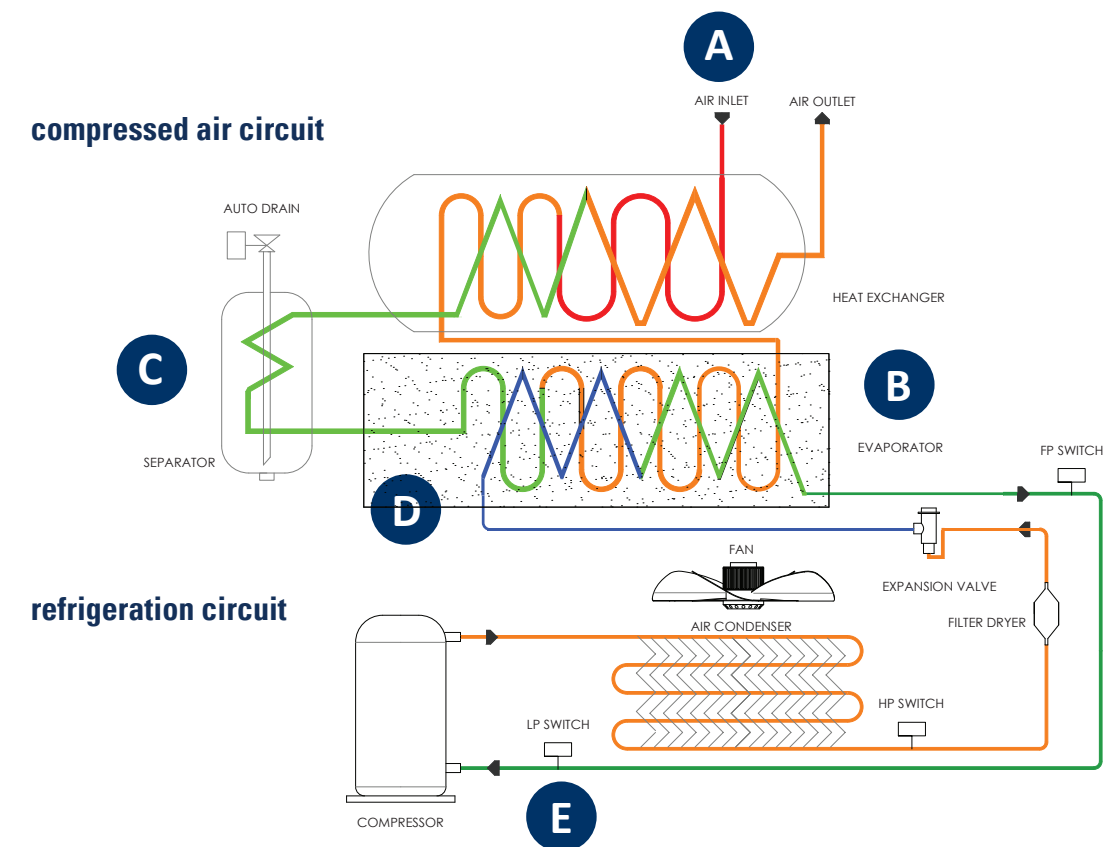 A
AIR INLET
AIR OUTLET
compressed air circuit
AUTO DRAIN
HEAT EXCHANGER
C
B
EVAPORATOR
SEPARATOR
FP SWITCH
D
FAN
EXPANSION VALVE
refrigeration circuit
AIR CONDENSER
FILTER DRYER
HP SWITCH
LP SWITCH
E
COMPRESSOR